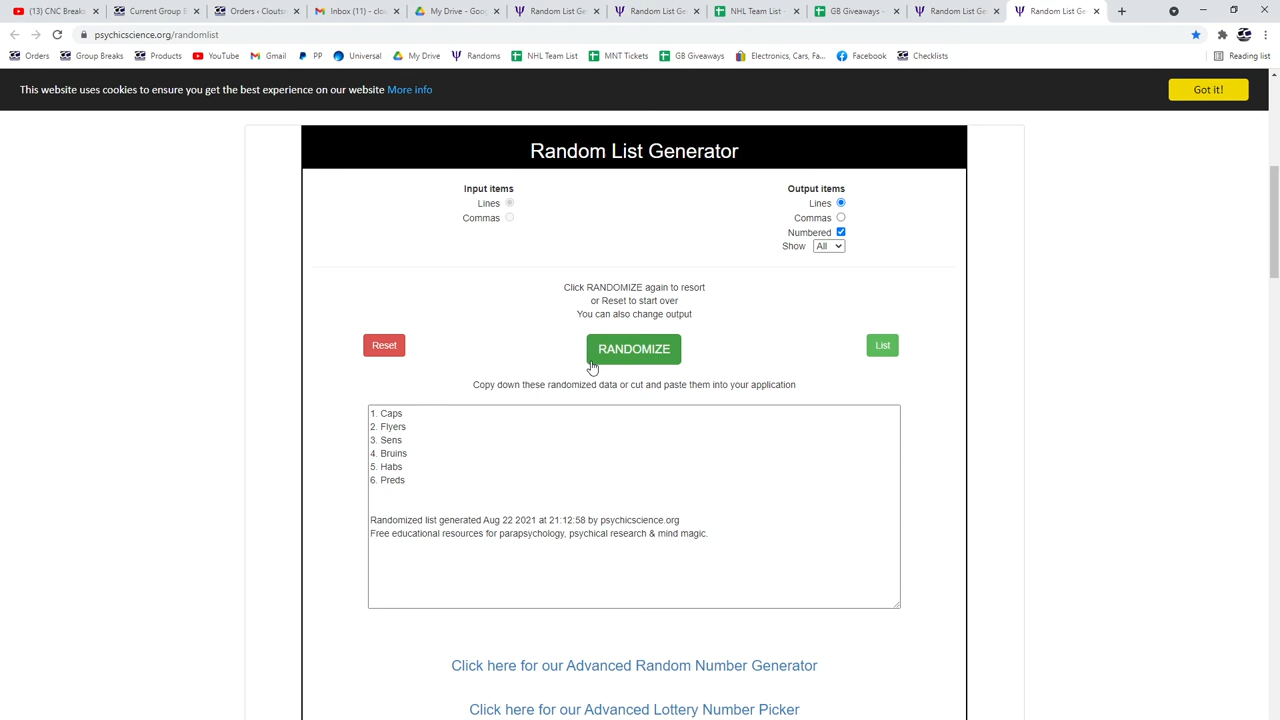 (13) CNC Breaks
Current Group B
Orders ‹ Cloutsn
Inbox (11) - clo
My Drive - Goog
Random List Ge
Random List Ge
NHL Team List -
GB Giveaways -
Random List Ge
Random List Ge
psychicscience.org/randomlist
Orders
Group Breaks
Products
YouTube
Gmail
PP
Universal
My Drive
Randoms
NHL Team List
MNT Tickets
GB Giveaways
Electronics, Cars, Fa...
Facebook
Checklists
Reading list
This website uses cookies to ensure you get the best experience on our website More info
Got it!
Random List Generator
Input items
Lines
Commas
Output items
Lines
Commas
Numbered
Show All
Click RANDOMIZE again to resort
or Reset to start over
You can also change output
Reset
RANDOMIZE
List
Copy down these randomized data or cut and paste them into your application
1. Caps
2. Flyers
3. Sens
4. Bruins
5. Habs
6. Preds
Randomized list generated Aug 22 2021 at 21:12:58 by psychicscience.org
Free educational resources for parapsychology, psychical research & mind magic.
Click here for our Advanced Random Number Generator
Click here for our Advanced Lottery Number Picker